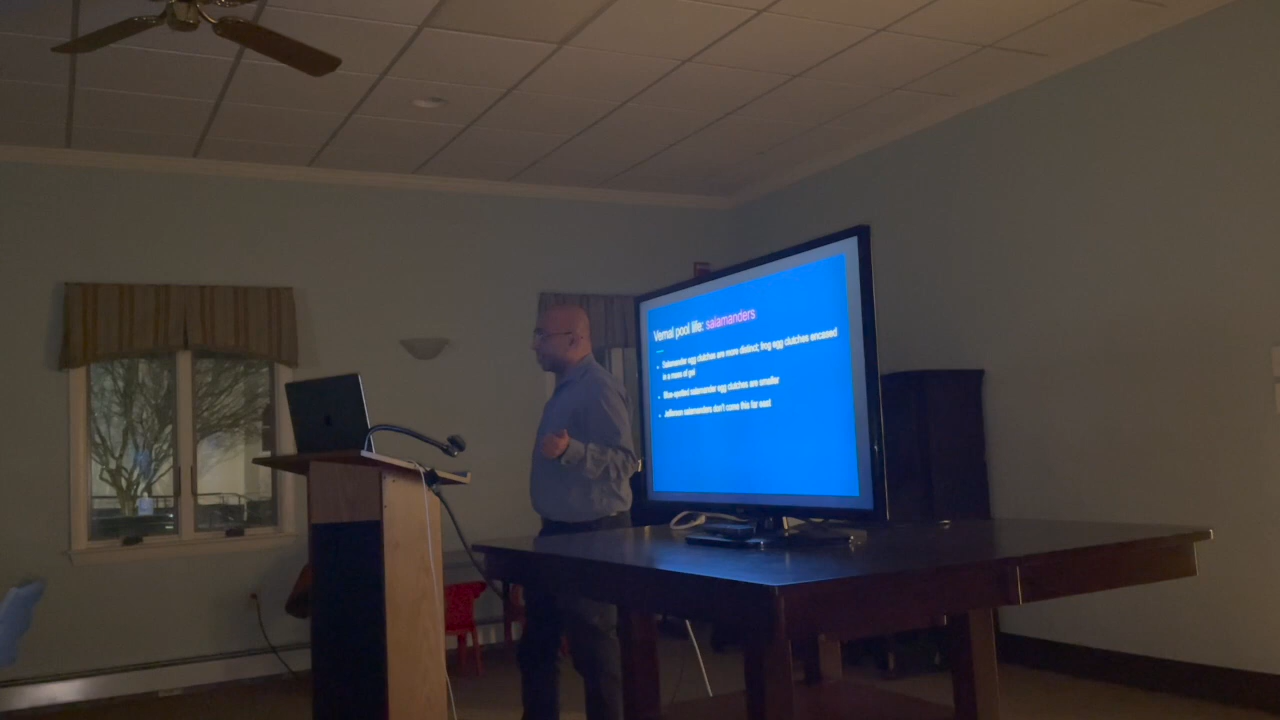 Vernal pool life: salamanders
Salamander egg clutches are more distinct; frog egg clutches encased
in a mass of gel
Blue-spotted salamander egg clutches are smaller
Jefferson salamanders don't come this far east